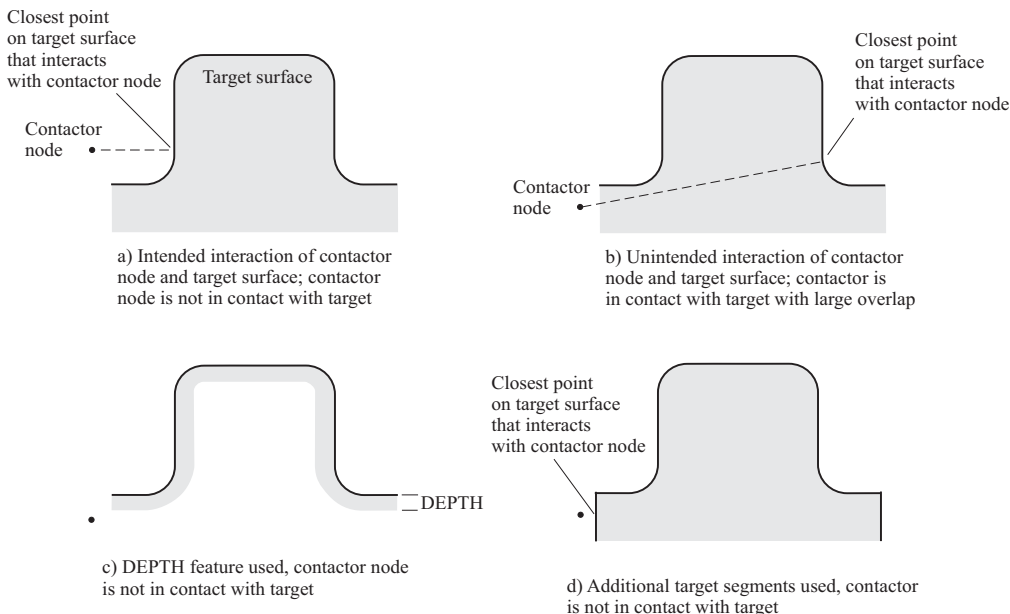 Closest point
on target surface
that interacts
with contactor node
Target surface
Contactor
node
a) Intended interaction of contactor
node and target surface; contactor
node is not in contact with target
Closest point
on target surface
that interacts
with contactor node
Contactor
node
b) Unintended interaction of contactor
node and target surface; contactor is
in contact with target with large overlap
DEPTH
c) DEPTH feature used, contactor node
is not in contact with target
Closest point
on target surface
that interacts
with contactor node
d) Additional target segments used, contactor
is not in contact with target